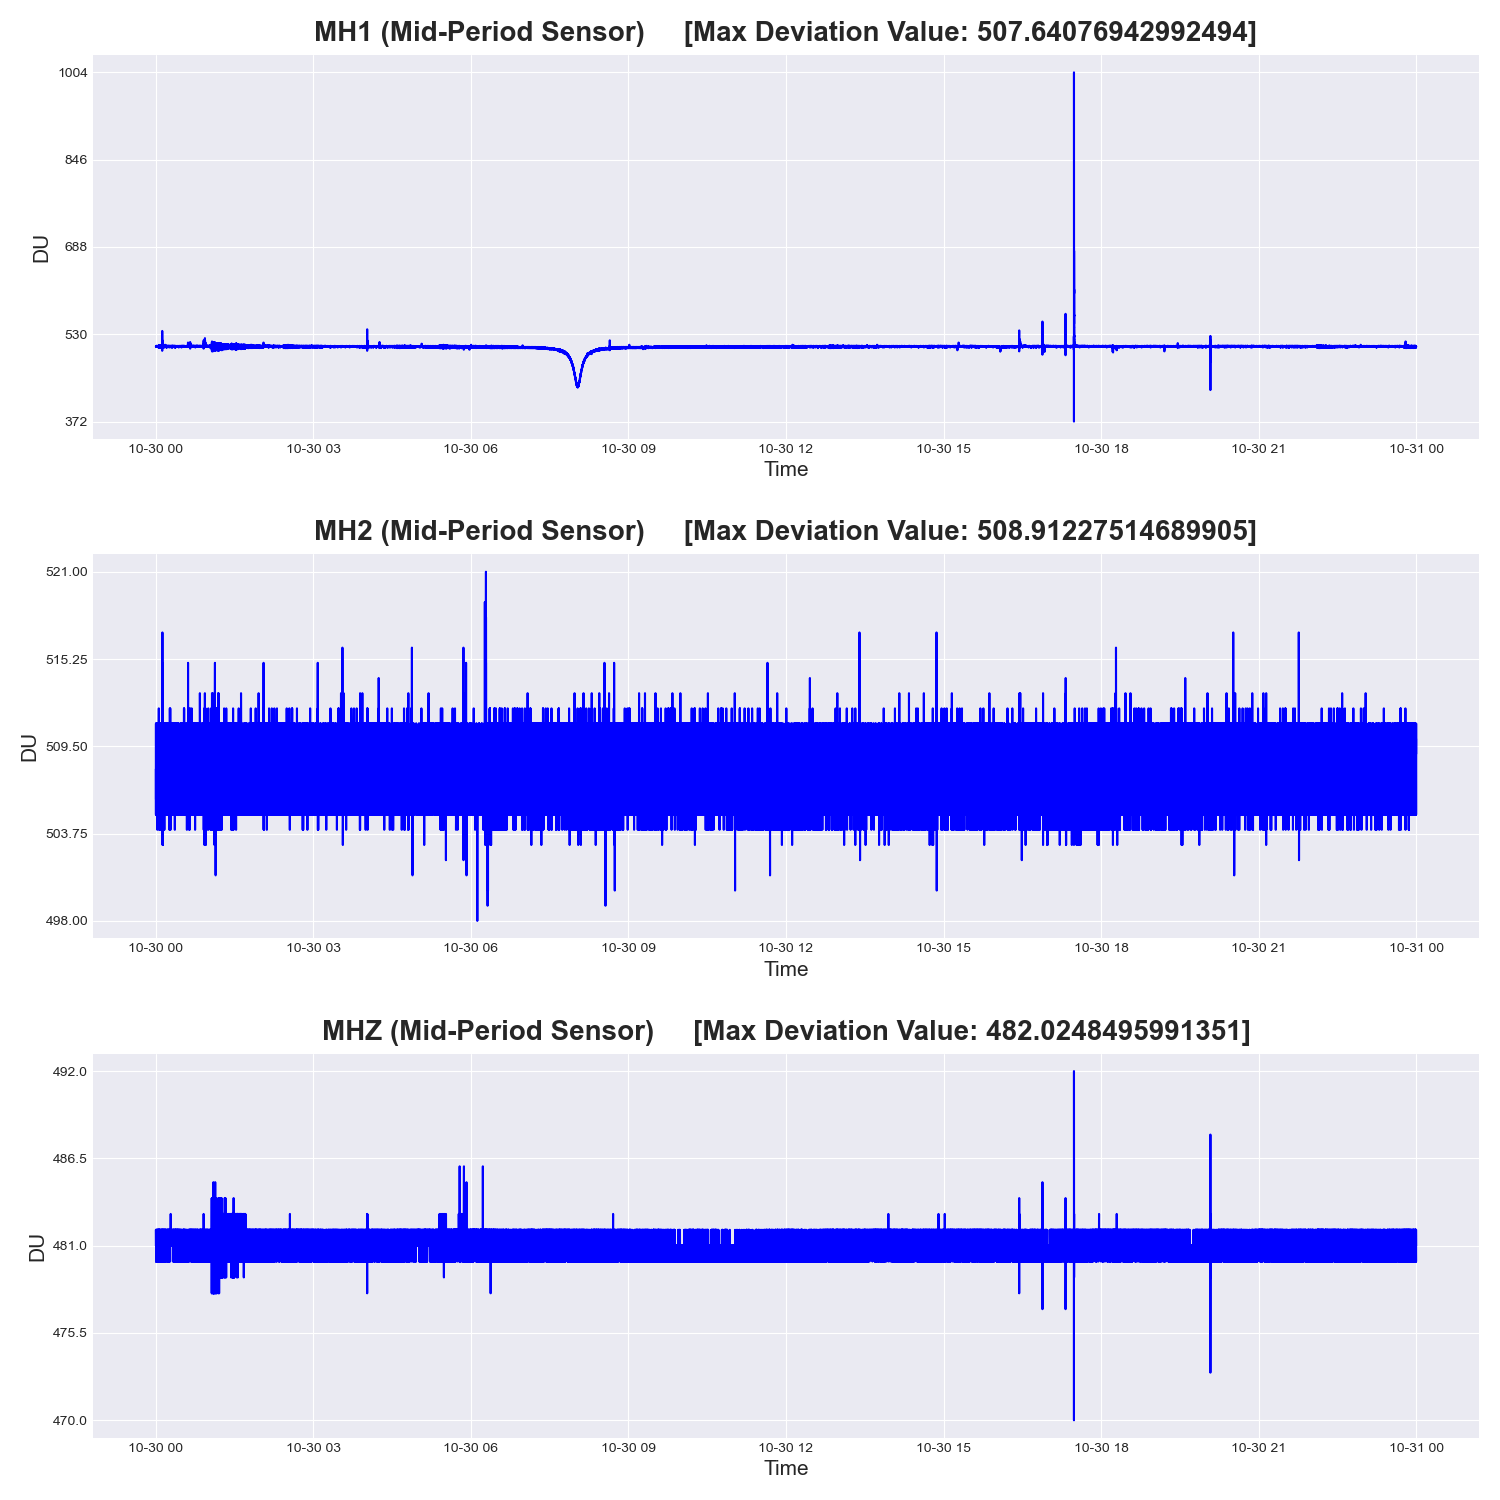 MH1 (Mid-Period Sensor) [Max Deviation Value: 507.64076942992494]
1004
846
688
530
372
DU
10-30 00 10-30 03 10-30 06 10-30 09 10-30 12 10-30 15 10-30 18 10-30 21 10-31 00
Time
MH2 (Mid-Period Sensor) [Max Deviation Value: 508.91227514689905]
521.00
515.25
509.50
503.75
498.00
DU
10-30 00 10-30 03 10-30 06 10-30 09 10-30 12 10-30 15 10-30 18 10-30 21 10-31 00
Time
MHZ (Mid-Period Sensor) [Max Deviation Value: 482.0248495991351]
492.0
486.5
481.0
475.5
470.0
DU
10-30 00 10-30 03 10-30 06 10-30 09 10-30 12 10-30 15 10-30 18 10-30 21 10-31 00
Time